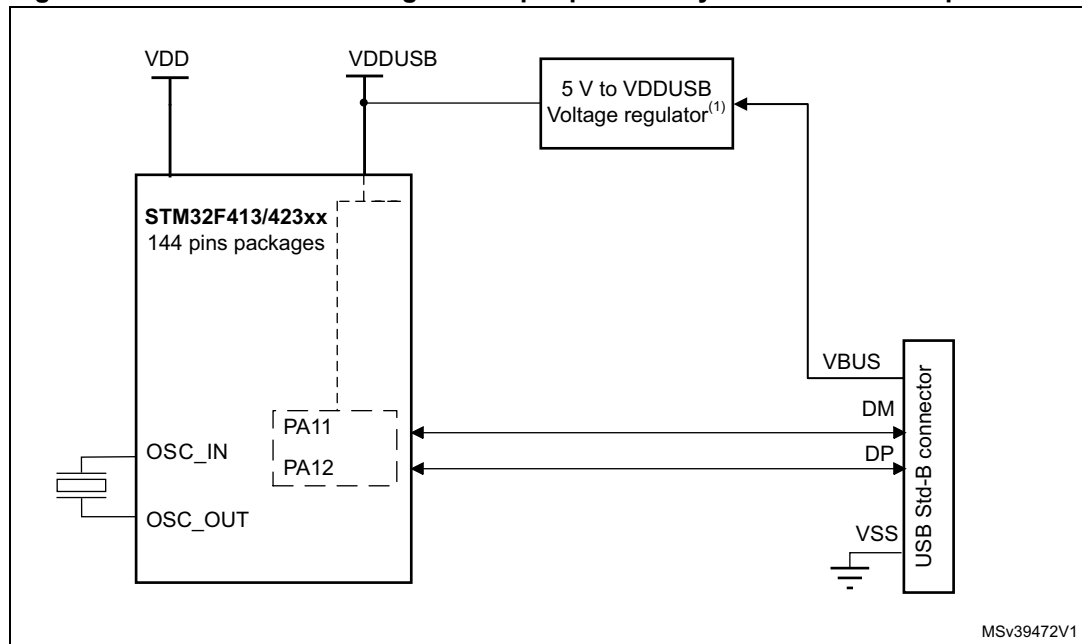 VDD
VDDUSB
5 V to VDDUSB
Voltage regulator(1)
STM32F413/423xx
144 pins packages
VBUS
DM
PA11
OSC_IN
DP
PA12
OSC_OUT
VSS
USB Std-B connector
MSv39472V1